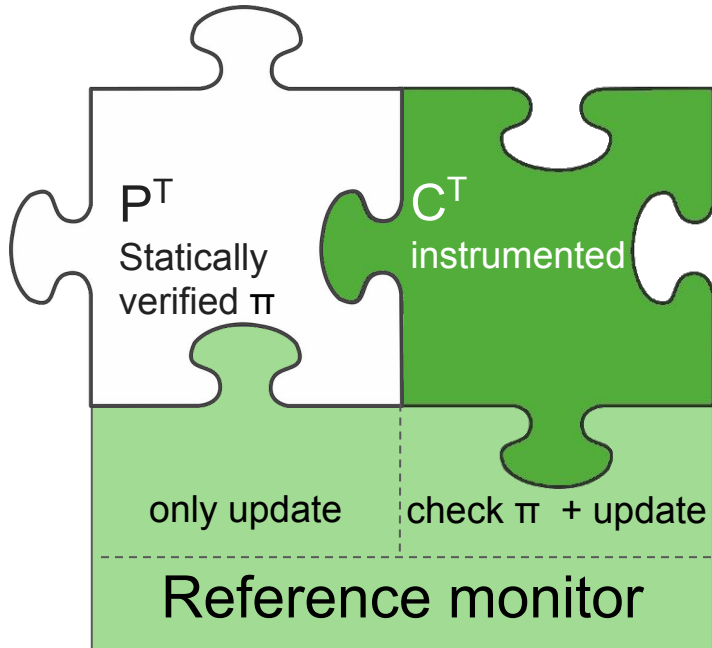 P^T
Statically
verified π
C^T
instrumented
only update
check π + update
Reference monitor